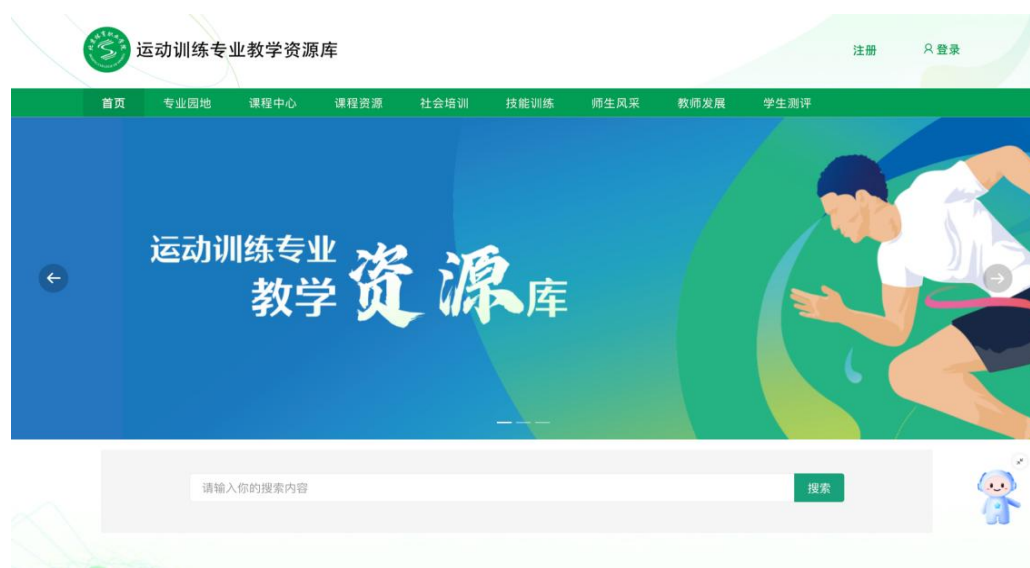 运动训练专业教学资源库
注册
登录
首页 专业园地 课程中心 课程资源 社会培训 技能训练 师生风采 教师发展 学生测评
运动训练专业
教学资源库
请输入你的搜索内容
搜索